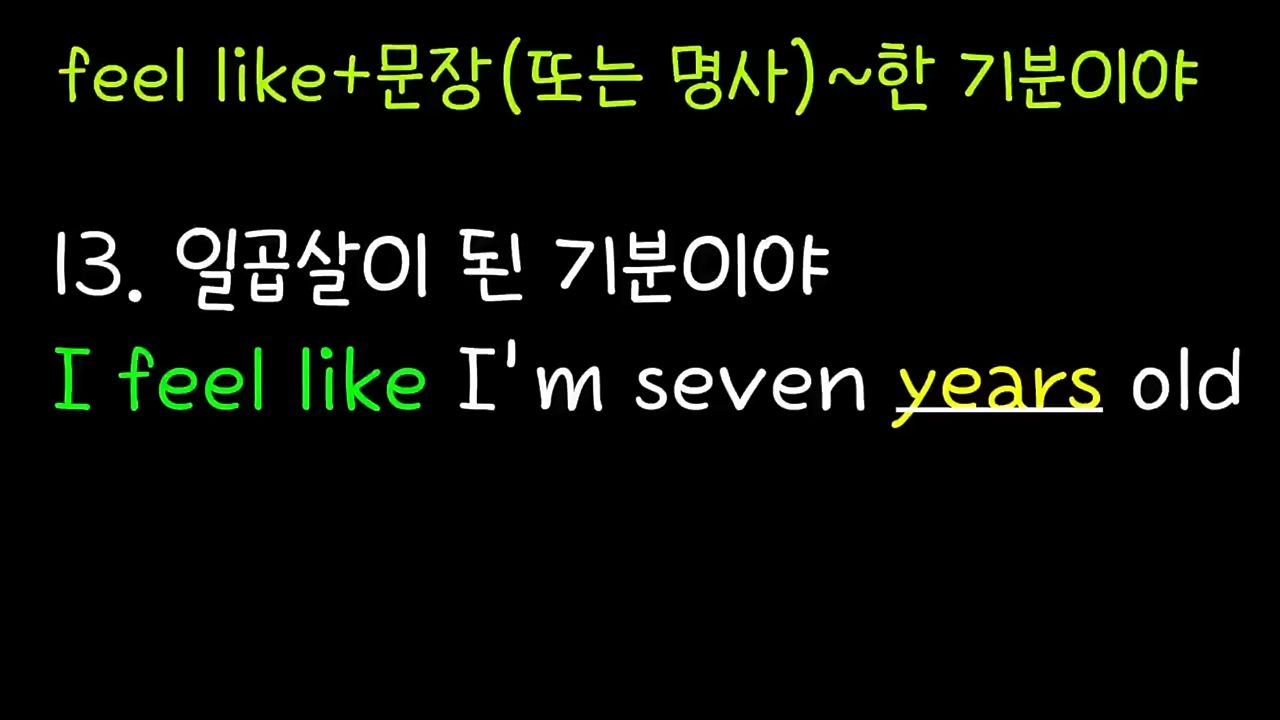 feel like+문장(또는 명사)~한 기분이야
13. 일곱살이 된 기분이야
I feel like I'm seven years old